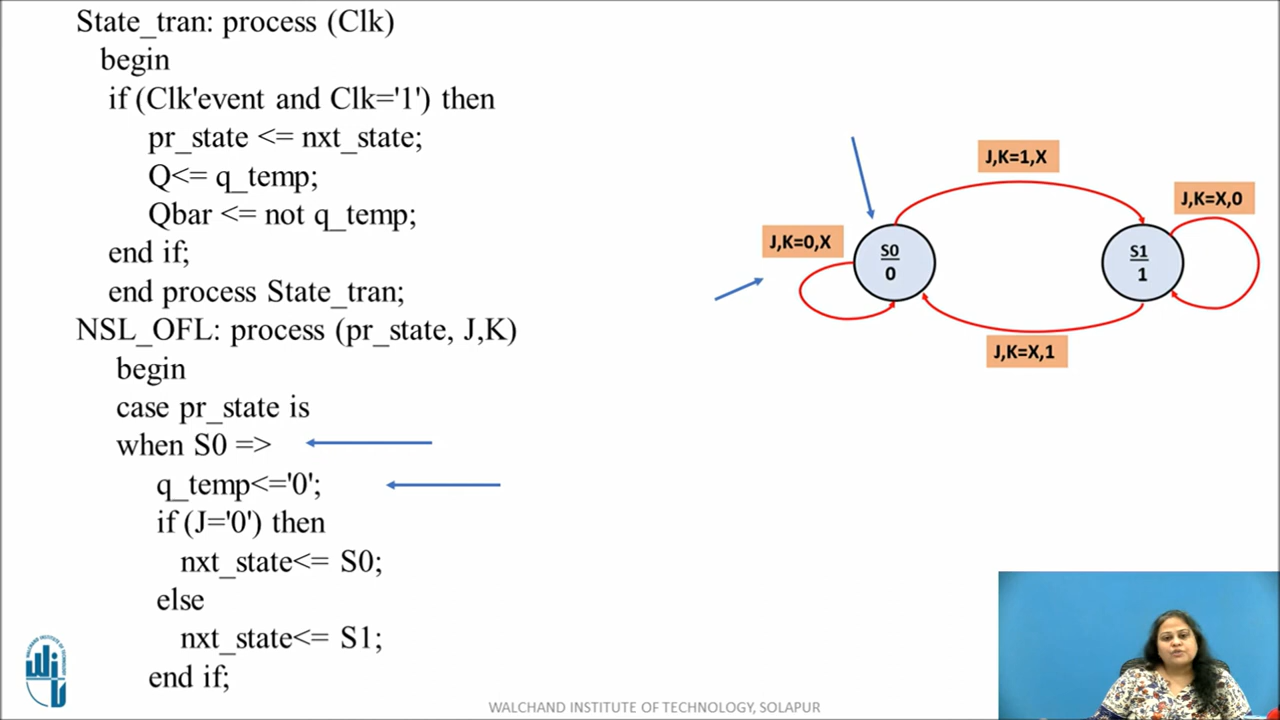 State_tran: process (Clk)
begin
if (Clk'event and Clk='1') then
pr_state <= nxt_state;
Q<= q_temp;
Qbar <= not q_temp;
end if;
end process State_tran;
NSL_OFL: process (pr_state, J,K)
begin
case pr_state is
when S0 =>
q_temp<='0';
if (J='0') then
nxt_state<= S0;
else
nxt_state<= S1;
end if;
J,K=1,X
J,K=X,0
J,K=0,X
S0
0
S1
1
J,K=X,1
WALCHAND INSTITUTE OF TECHNOLOGY, SOLAPUR